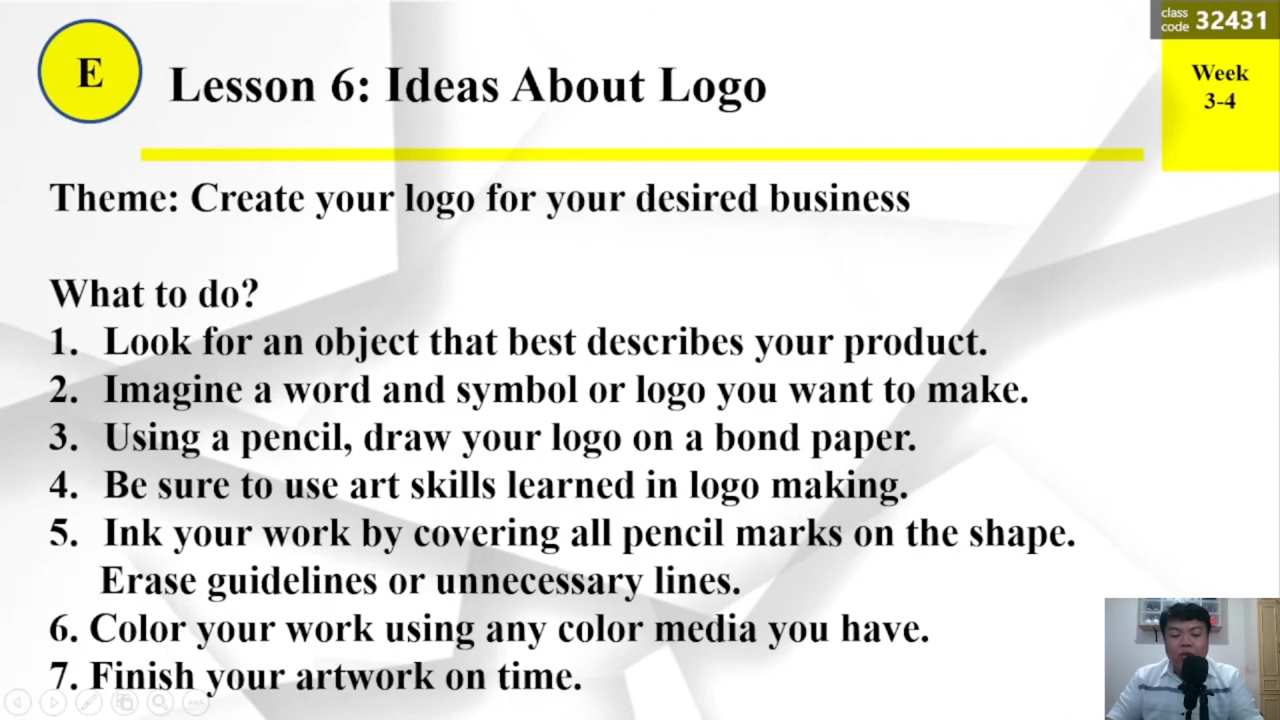 class
code 32431
E
Lesson 6: Ideas About Logo
Week
3-4
Theme: Create your logo for your desired business
What to do?
1. Look for an object that best describes your product.
2. Imagine a word and symbol or logo you want to make.
3. Using a pencil, draw your logo on a bond paper.
4. Be sure to use art skills learned in logo making.
5. Ink your work by covering all pencil marks on the shape.
Erase guidelines or unnecessary lines.
6. Color your work using any color media you have.
7. Finish your artwork on time.